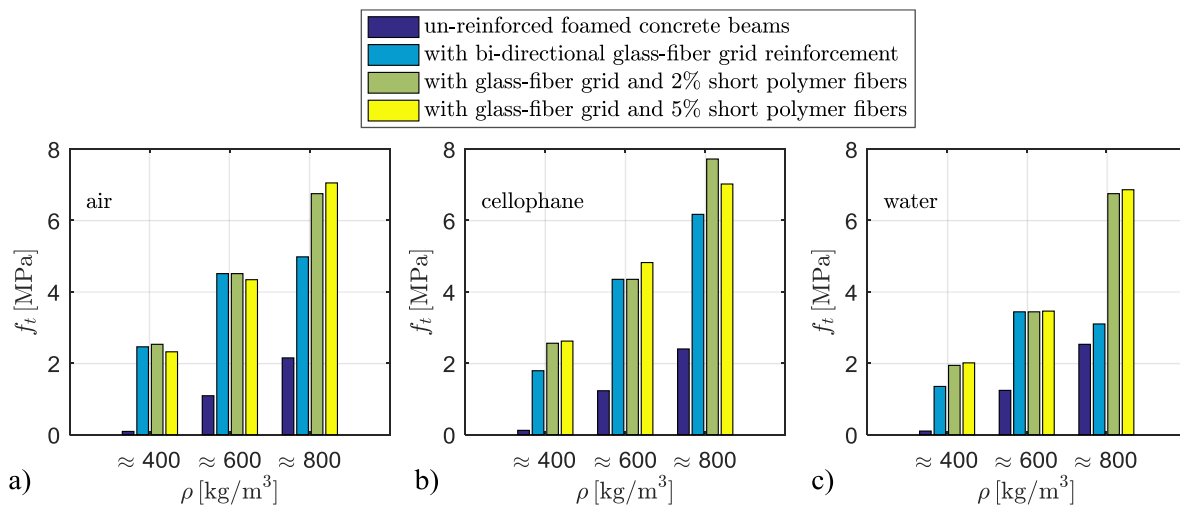 un-reinforced foamed concrete beams
with bi-directional glass-fiber grid reinforcement
with glass-fiber grid and 2% short polymer fibers
with glass-fiber grid and 5% short polymer fibers
8
6
4
2
0
f_t [MPa]
air
≈ 400 ≈ 600 ≈ 800
ρ [kg/m³]
a)
8
6
4
2
0
f_t [MPa]
cellophane
≈ 400 ≈ 600 ≈ 800
ρ [kg/m³]
b)
8
6
4
2
0
f_t [MPa]
water
≈ 400 ≈ 600 ≈ 800
ρ [kg/m³]
c)